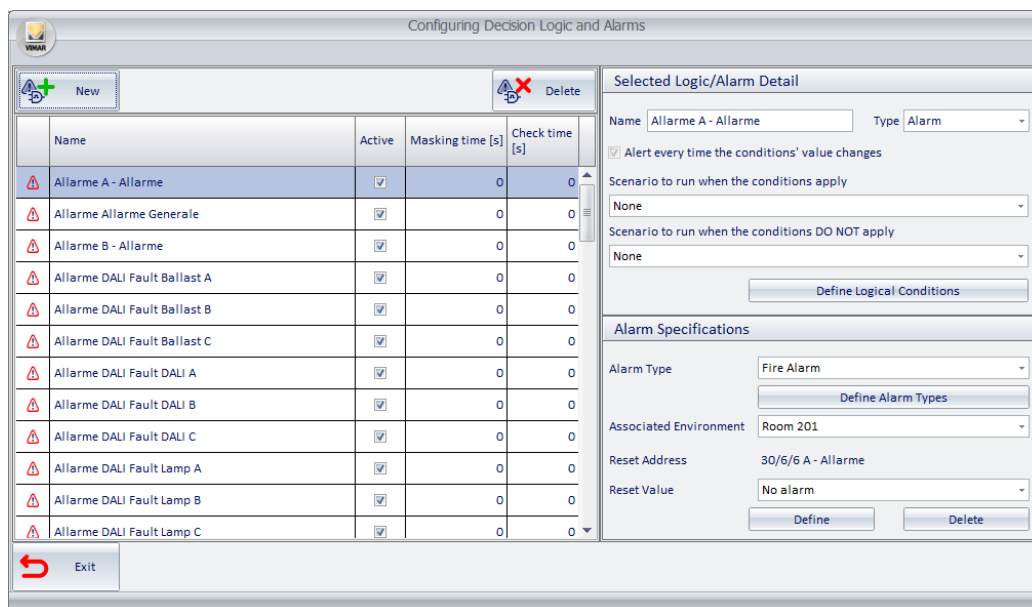 Configuring Decision Logic and Alarms
VIMAR
New
Delete
Name Active Masking time [s] Check time [s]
Allarme A - Allarme 0 0
Allarme Allarme Generale 0 0
Allarme B - Allarme 0 0
Allarme DALI Fault Ballast A 0 0
Allarme DALI Fault Ballast B 0 0
Allarme DALI Fault Ballast C 0 0
Allarme DALI Fault DALI A 0 0
Allarme DALI Fault DALI B 0 0
Allarme DALI Fault DALI C 0 0
Allarme DALI Fault Lamp A 0 0
Allarme DALI Fault Lamp B 0 0
Allarme DALI Fault Lamp C 0 0
Exit
Selected Logic/Alarm Detail
Name Allarme A - Allarme Type Alarm
Alert every time the conditions' value changes
Scenario to run when the conditions apply
None
Scenario to run when the conditions DO NOT apply
None
Define Logical Conditions
Alarm Specifications
Alarm Type Fire Alarm
Define Alarm Types
Associated Environment Room 201
Reset Address 30/6/6 A - Allarme
Reset Value No alarm
Define Delete